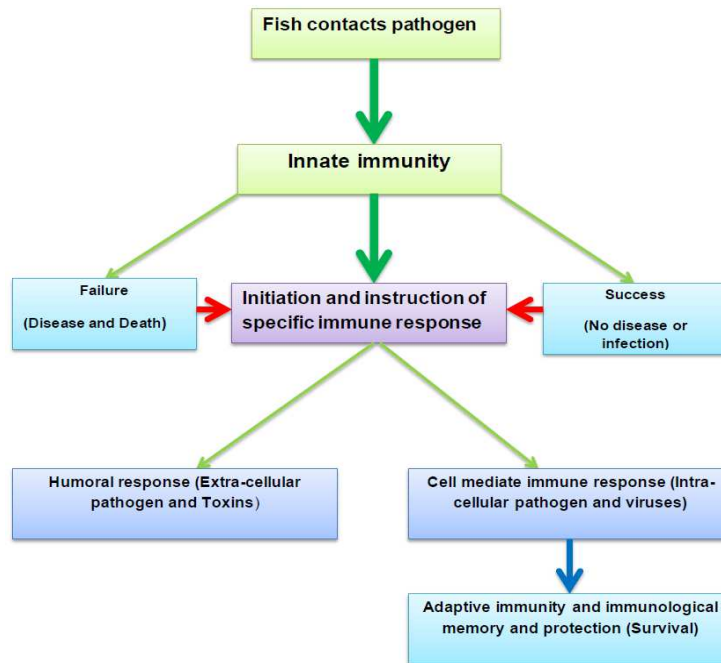 Fish contacts pathogen
Innate immunity
Failure
(Disease and Death)
Initiation and instruction of
specific immune response
Success
(No disease or
infection)
Humoral response (Extra-cellular
pathogen and Toxins)
Cell mediate immune response (Intra-
cellular pathogen and viruses)
Adaptive immunity and immunological
memory and protection (Survival)